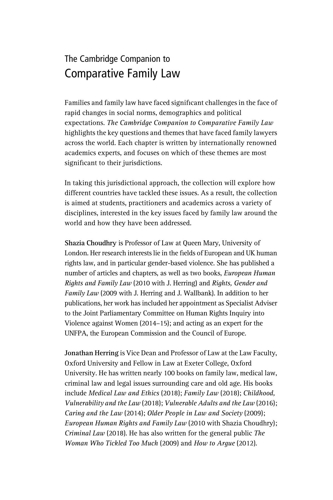 The Cambridge Companion to
Comparative Family Law
Families and family law have faced significant challenges in the face of
rapid changes in social norms, demographics and political
expectations. The Cambridge Companion to Comparative Family Law
highlights the key questions and themes that have faced family lawyers
across the world. Each chapter is written by internationally renowned
academics experts, and focuses on which of these themes are most
significant to their jurisdictions.
In taking this jurisdictional approach, the collection will explore how
different countries have tackled these issues. As a result, the collection
is aimed at students, practitioners and academics across a variety of
disciplines, interested in the key issues faced by family law around the
world and how they have been addressed.
Shazia Choudhry is Professor of Law at Queen Mary, University of
London. Her research interests lie in the fields of European and UK human
rights law, and in particular gender-based violence. She has published a
number of articles and chapters, as well as two books, European Human
Rights and Family Law (2010 with J. Herring) and Rights, Gender and
Family Law (2009 with J. Herring and J. Wallbank). In addition to her
publications, her work has included her appointment as Specialist Adviser
to the Joint Parliamentary Committee on Human Rights Inquiry into
Violence against Women (2014–15); and acting as an expert for the
UNFPA, the European Commission and the Council of Europe.
Jonathan Herring is Vice Dean and Professor of Law at the Law Faculty,
Oxford University and Fellow in Law at Exeter College, Oxford
University. He has written nearly 100 books on family law, medical law,
criminal law and legal issues surrounding care and old age. His books
include Medical Law and Ethics (2018); Family Law (2018); Childhood,
Vulnerability and the Law (2018); Vulnerable Adults and the Law (2016);
Caring and the Law (2014); Older People in Law and Society (2009);
European Human Rights and Family Law (2010 with Shazia Choudhry);
Criminal Law (2018). He has also written for the general public The
Woman Who Tickled Too Much (2009) and How to Argue (2012).